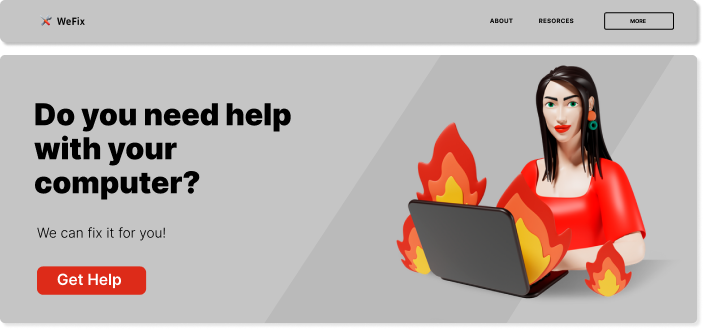 WeFix
ABOUT
RESORCES
MORE
Do you need help
with your
computer?
We can fix it for you!
Get Help